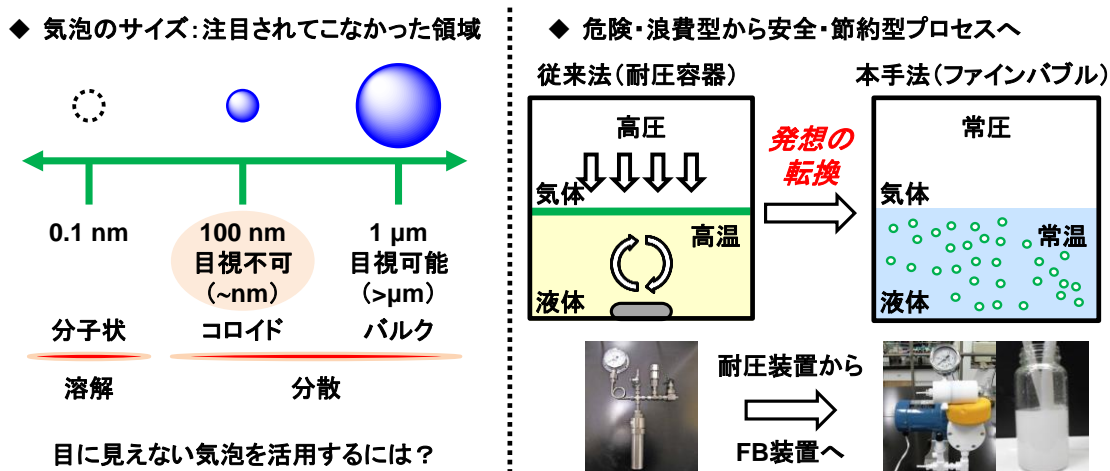 ◆ 気泡のサイズ:注目されてこなかった領域
0.1 nm
100 nm
目視不可
(~nm)
1 μm
目視可能
(>μm)
分子状
コロイド
バルク
溶解
分散
目に見えない気泡を活用するには?
◆ 危険・浪費型から安全・節約型プロセスへ
従来法(耐圧容器)
高圧
気体
高温
液体
発想の
転換
本手法(ファインバブル)
常圧
気体
常温
液体
耐圧装置から
FB装置へ